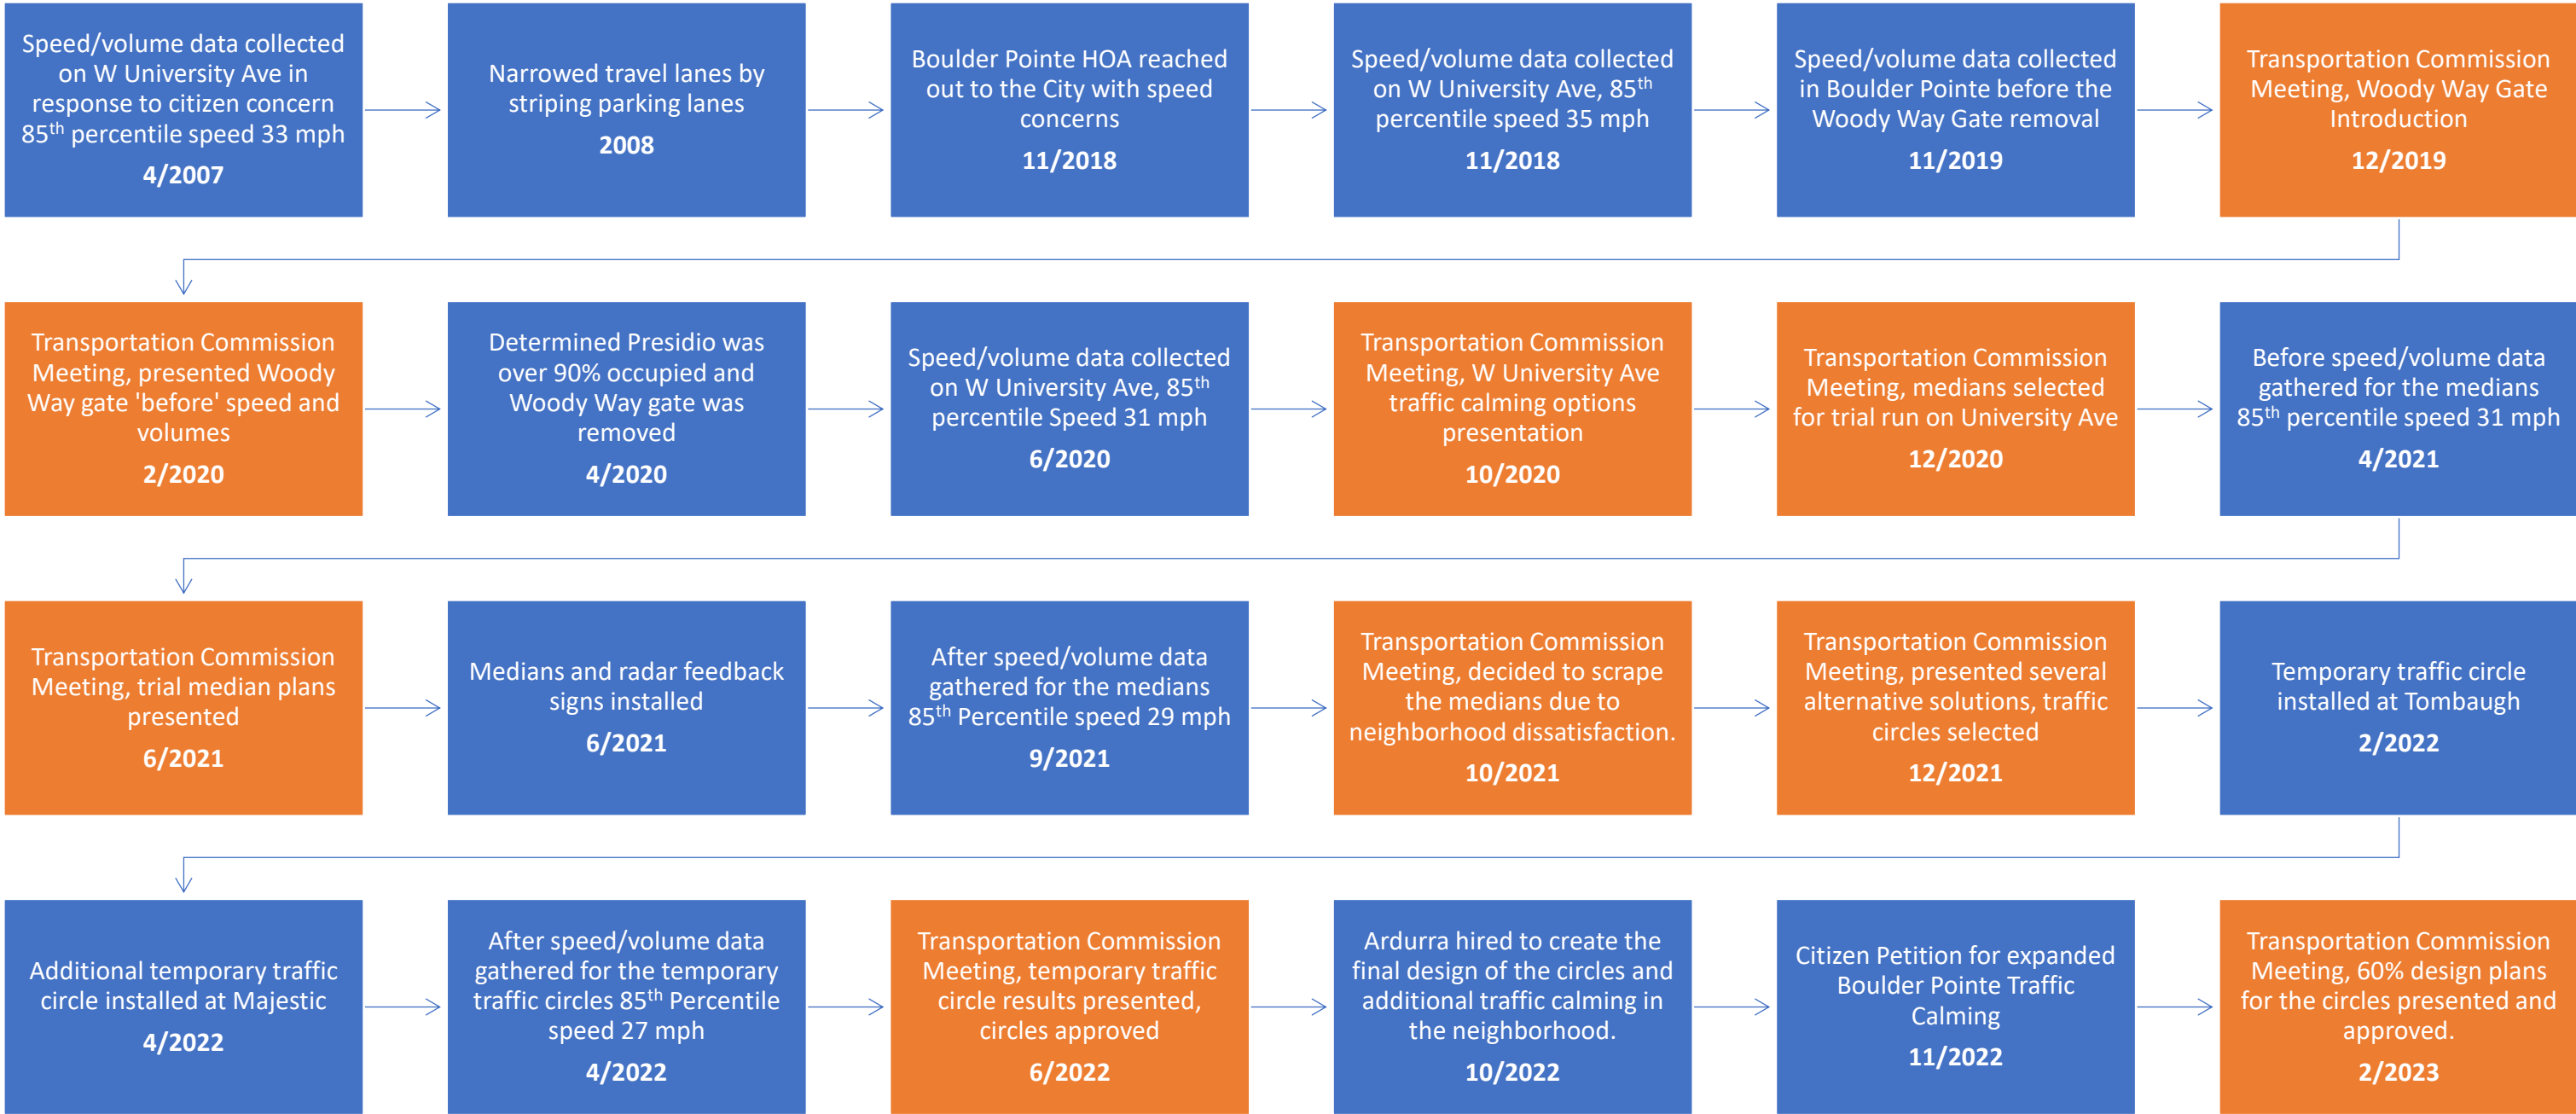 Speed/volume data collected
on W University Ave in
response to citizen concern
85th percentile speed 33 mph
4/2007
Narrowed travel lanes by
striping parking lanes
2008
Boulder Pointe HOA reached
out to the City with speed
concerns
11/2018
Speed/volume data collected
on W University Ave, 85th
percentile speed 35 mph
11/2018
Speed/volume data collected
in Boulder Pointe before the
Woody Way Gate removal
11/2019
Transportation Commission
Meeting, Woody Way Gate
Introduction
12/2019
Transportation Commission
Meeting, presented Woody
Way gate 'before' speed and
volumes
2/2020
Determined Presidio was
over 90% occupied and
Woody Way gate was
removed
4/2020
Speed/volume data collected
on W University Ave, 85th
percentile Speed 31 mph
6/2020
Transportation Commission
Meeting, W University Ave
traffic calming options
presentation
10/2020
Transportation Commission
Meeting, medians selected
for trial run on University Ave
12/2020
Before speed/volume data
gathered for the medians
85th percentile speed 31 mph
4/2021
Transportation Commission
Meeting, trial median plans
presented
6/2021
Medians and radar feedback
signs installed
6/2021
After speed/volume data
gathered for the medians
85th Percentile speed 29 mph
9/2021
Transportation Commission
Meeting, decided to scrape
the medians due to
neighborhood dissatisfaction.
10/2021
Transportation Commission
Meeting, presented several
alternative solutions, traffic
circles selected
12/2021
Temporary traffic circle
installed at Tombaugh
2/2022
Additional temporary traffic
circle installed at Majestic
4/2022
After speed/volume data
gathered for the temporary
traffic circles 85th Percentile
speed 27 mph
4/2022
Transportation Commission
Meeting, temporary traffic
circle results presented,
circles approved
6/2022
Ardurra hired to create the
final design of the circles and
additional traffic calming in
the neighborhood.
10/2022
Citizen Petition for expanded
Boulder Pointe Traffic
Calming
11/2022
Transportation Commission
Meeting, 60% design plans
for the circles presented and
approved.
2/2023